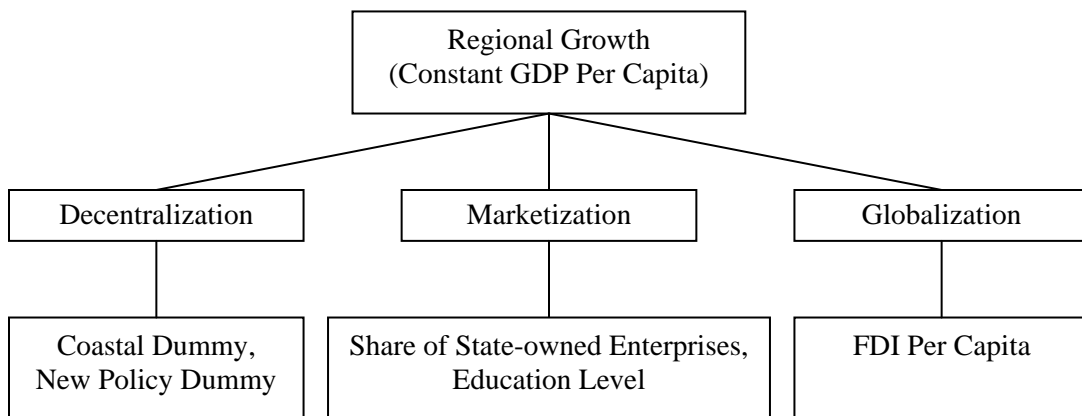 Regional Growth
(Constant GDP Per Capita)
Decentralization
Marketization
Globalization
Coastal Dummy,
New Policy Dummy
Share of State-owned Enterprises,
Education Level
FDI Per Capita